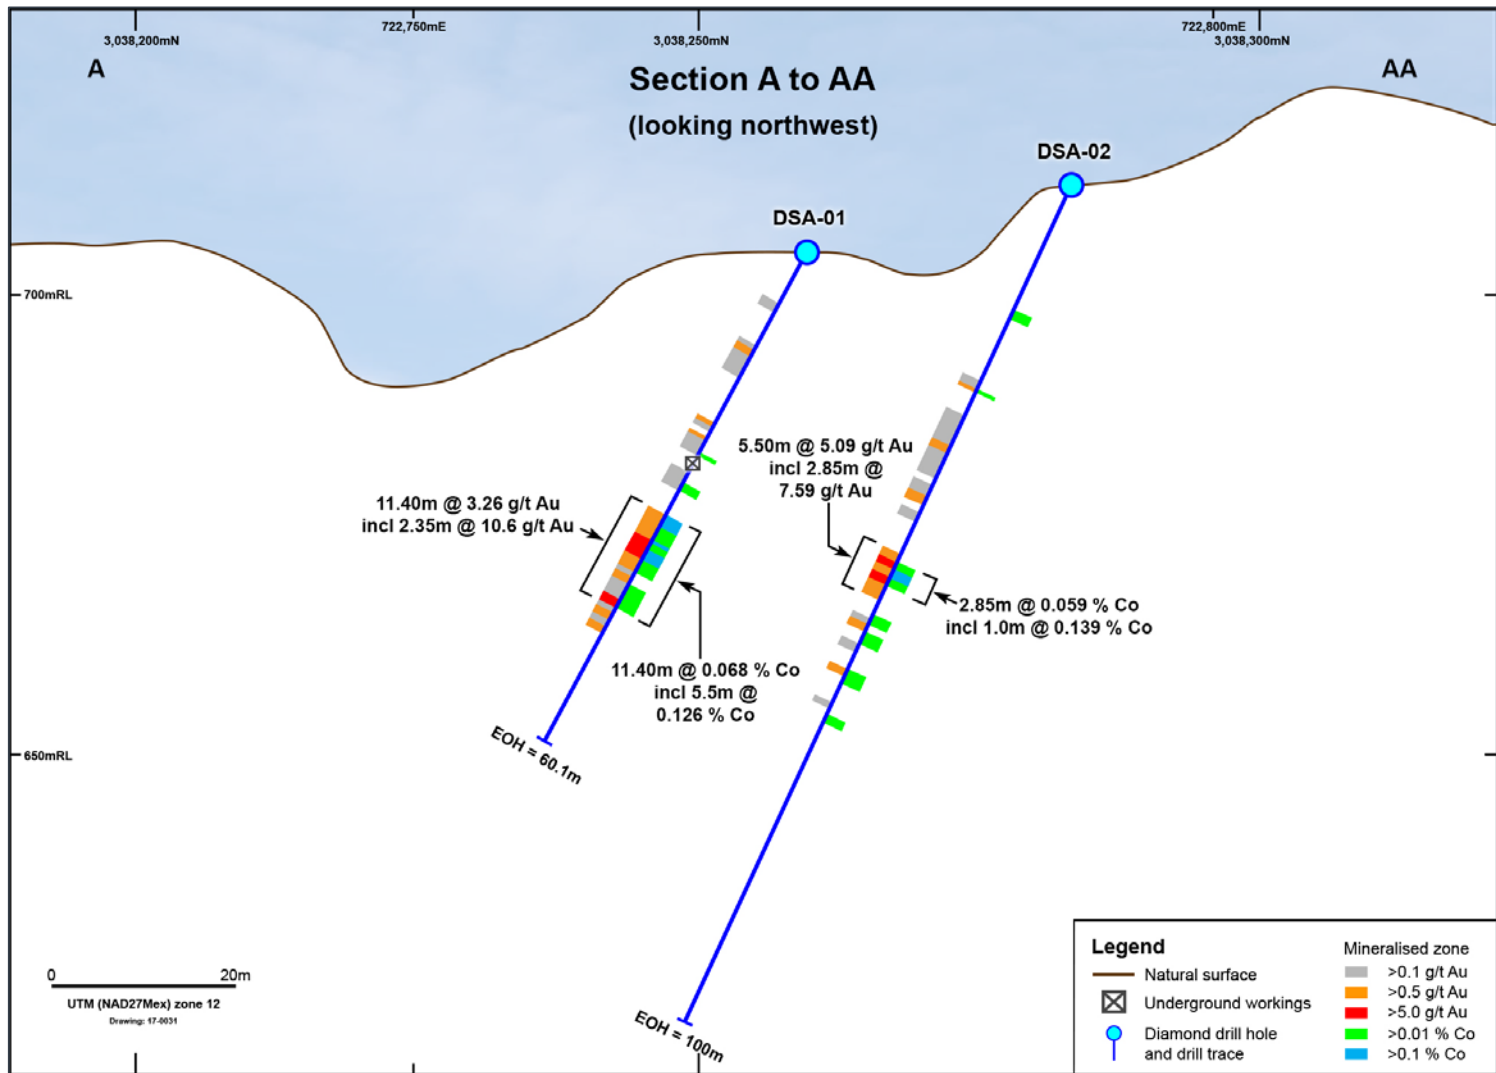 722,750mE
722,800mE
3,038,200mN
3,038,250mN
3,038,300mN
A
AA
Section A to AA
(looking northwest)
DSA-02
DSA-01
700mRL
5.50m @ 5.09 g/t Au
incl 2.85m @
7.59 g/t Au
11.40m @ 3.26 g/t Au
incl 2.35m @ 10.6 g/t Au
2.85m @ 0.059 % Co
incl 1.0m @ 0.139 % Co
11.40m @ 0.068 % Co
incl 5.5m @
0.126 % Co
EOH = 60.1m
650mRL
EOH = 100m
0 20m
UTM (NAD27Mex) zone 12
Drawing: 17-0031
Legend
Natural surface
Underground workings
Diamond drill hole
and drill trace
Mineralised zone
>0.1 g/t Au
>0.5 g/t Au
>5.0 g/t Au
>0.01 % Co
>0.1 % Co